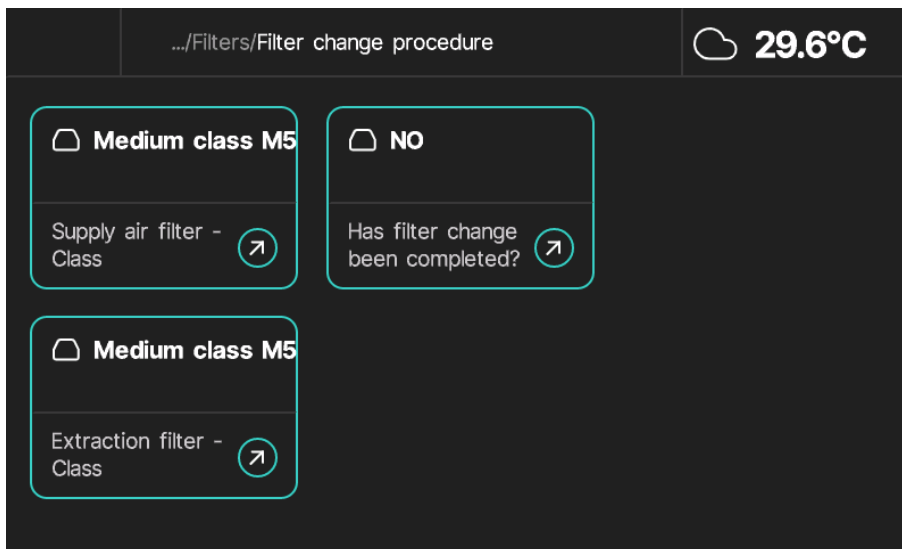 .../Filters/Filter change procedure
29.6°C
Medium class M5
Supply air filter -
Class
NO
Has filter change
been completed?
Medium class M5
Extraction filter -
Class